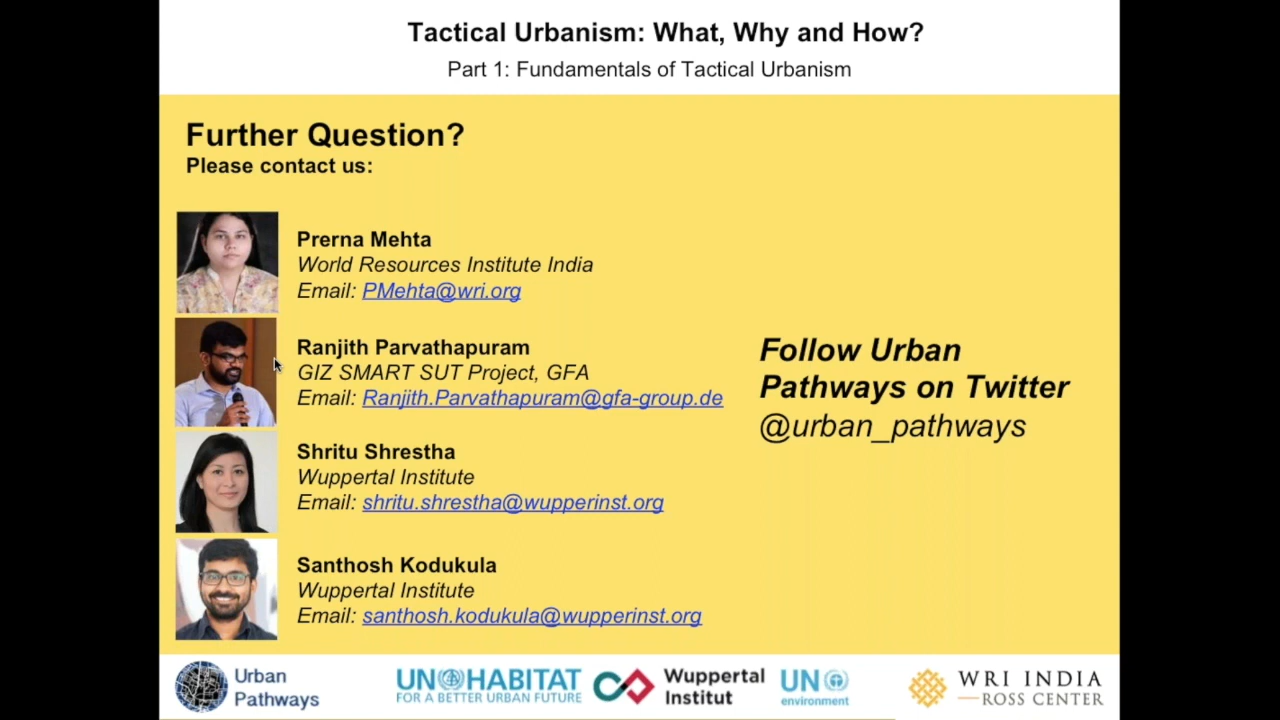 Tactical Urbanism: What, Why and How?
Part 1: Fundamentals of Tactical Urbanism
Further Question?
Please contact us:
Prerna Mehta
World Resources Institute India
Email: PMehta@wri.org
Ranjith Parvathapuram
GIZ SMART SUT Project, GFA
Email: Ranjith.Parvathapuram@gfa-group.de
Shritu Shrestha
Wuppertal Institute
Email: shritu.shrestha@wupperinst.org
Santhosh Kodukula
Wuppertal Institute
Email: santhosh.kodukula@wupperinst.org
Follow Urban
Pathways on Twitter
@urban_pathways
Urban
Pathways
UN HABITAT
FOR A BETTER URBAN FUTURE
Wuppertal
Institut
UN
environment
WRI INDIA
ROSS CENTER